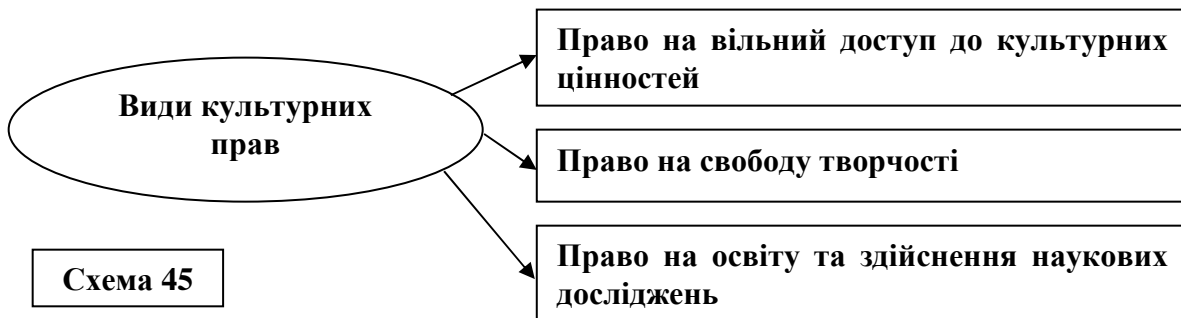 Право на вільний доступ до культурних
цінностей
Види культурних
прав
Право на свободу творчості
Право на освіту та здійснення наукових
досліджень
Схема 45